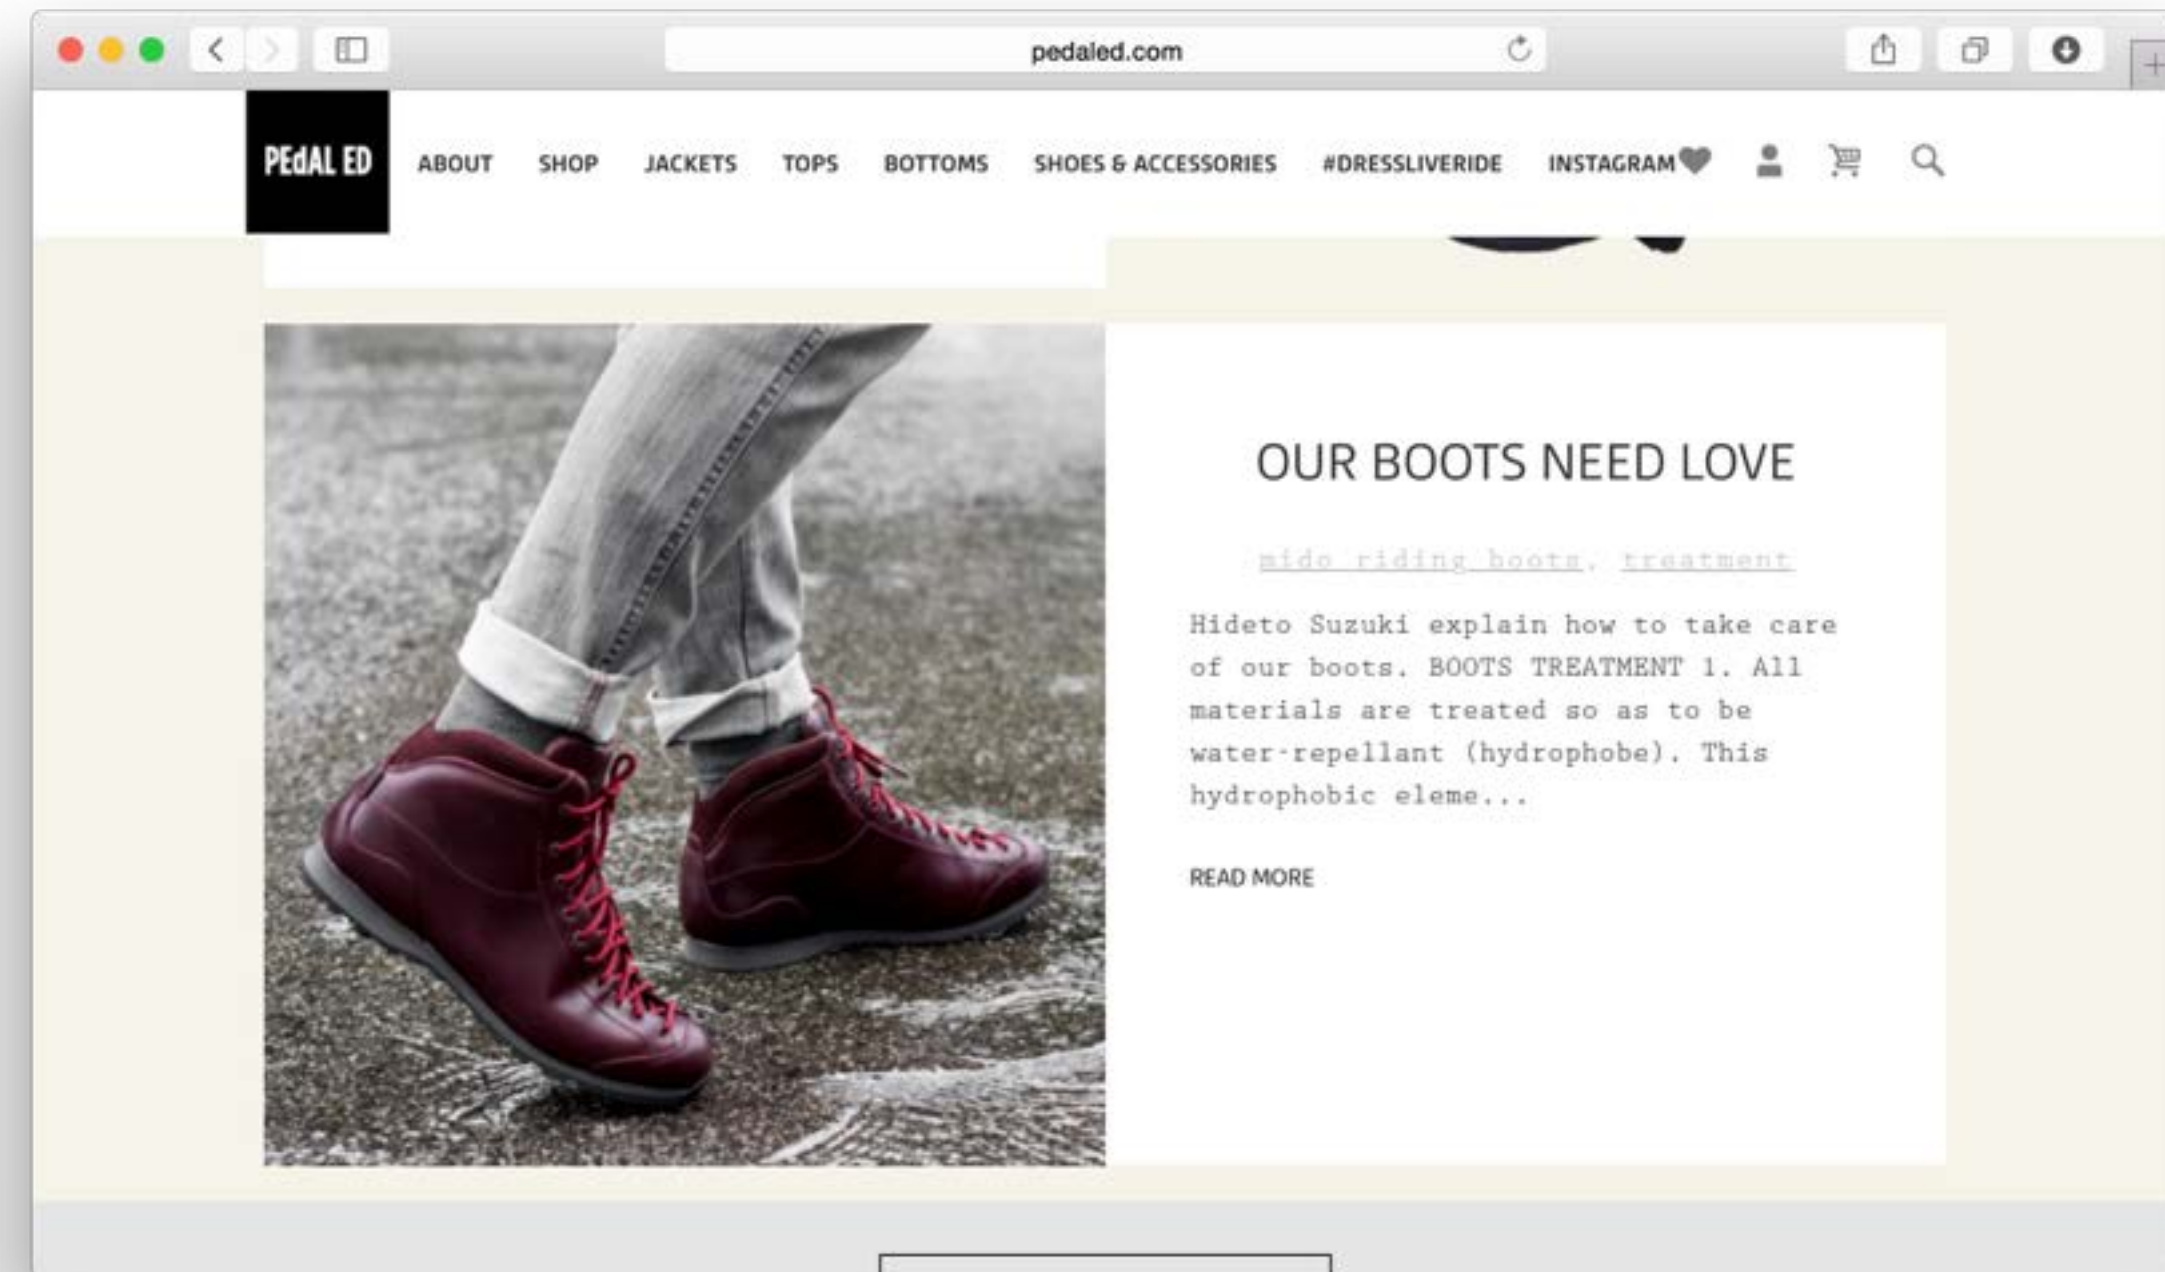 pedaled.com
PEdAL ED
ABOUT SHOP JACKETS TOPS BOTTOMS SHOES & ACCESSORIES #DRESSLIVERIDE INSTAGRAM
OUR BOOTS NEED LOVE
mido riding boots, treatment
Hideto Suzuki explain how to take care
of our boots. BOOTS TREATMENT 1. All
materials are treated so as to be
water-repellant (hydrophobe). This
hydrophobic eleme...
READ MORE